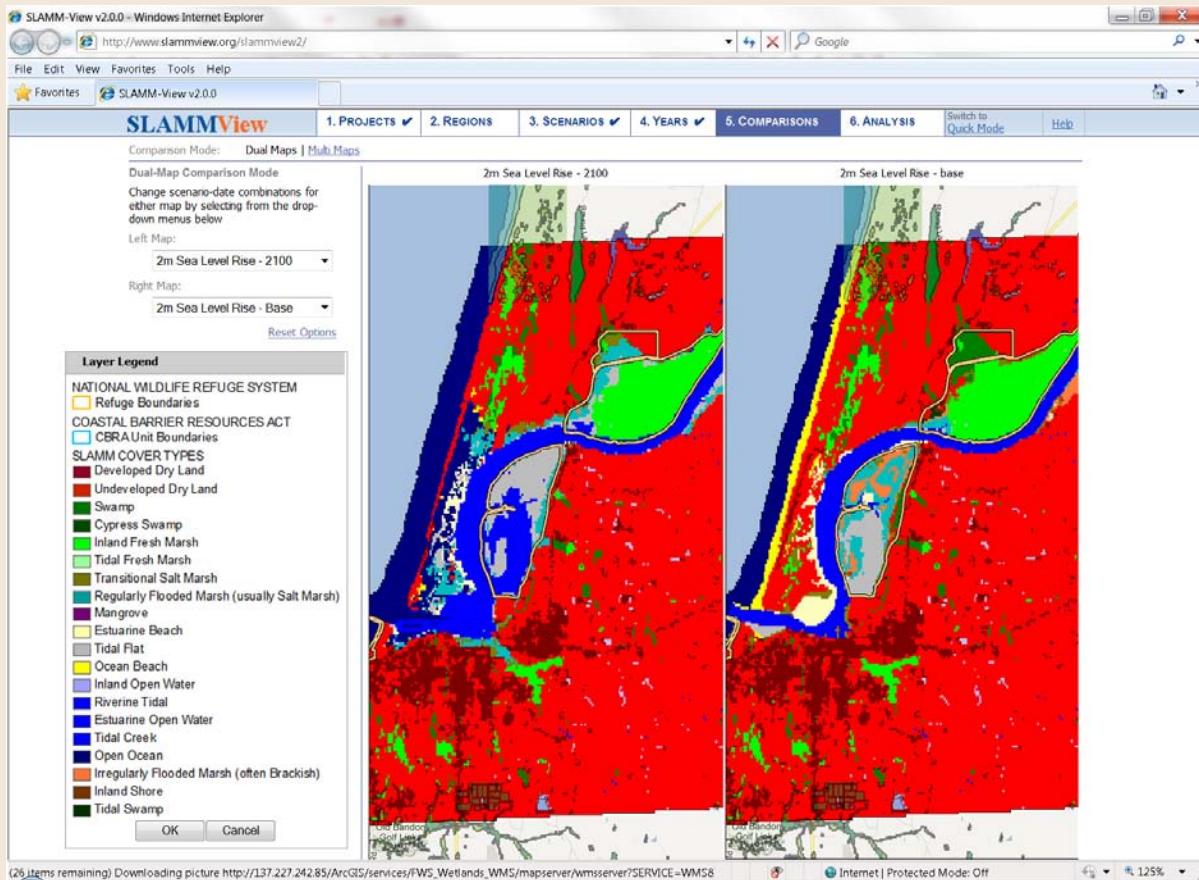 SLAMM-View v2.0.0 - Windows Internet Explorer
http://www.slammview.org/slammview2/
Google
File Edit View Favorites Tools Help
Favorites SLAMM-View v2.0.0
SLAMMView
1. PROJECTS ✔ 2. REGIONS 3. SCENARIOS ✔ 4. YEARS ✔ 5. COMPARISONS 6. ANALYSIS Switch to Quick Mode Help
Comparison Mode: Dual Maps | Multi Maps
Dual-Map Comparison Mode
Change scenario-date combinations for
either map by selecting from the drop-
down menus below
Left Map:
2m Sea Level Rise - 2100
Right Map:
2m Sea Level Rise - Base
Reset Options
Layer Legend
NATIONAL WILDLIFE REFUGE SYSTEM
Refuge Boundaries
COASTAL BARRIER RESOURCES ACT
CBRA Unit Boundaries
SLAMM COVER TYPES
Developed Dry Land
Undeveloped Dry Land
Swamp
Cypress Swamp
Inland Fresh Marsh
Tidal Fresh Marsh
Transitional Salt Marsh
Regularly Flooded Marsh (usually Salt Marsh)
Mangrove
Estuarine Beach
Tidal Flat
Ocean Beach
Inland Open Water
Riverine Tidal
Estuarine Open Water
Tidal Creek
Open Ocean
Irregularly Flooded Marsh (often Brackish)
Inland Shore
Tidal Swamp
OK Cancel
2m Sea Level Rise - 2100
2m Sea Level Rise - base
Old Bandon
Golf Links
Old Bandon
Golf Links
(26 items remaining) Downloading picture http://137.227.242.85/ArcGIS/services/FWS_Wetlands_WMS/mapserver/wmsserver?SERVICE=WMS& Internet | Protected Mode: Off 125%